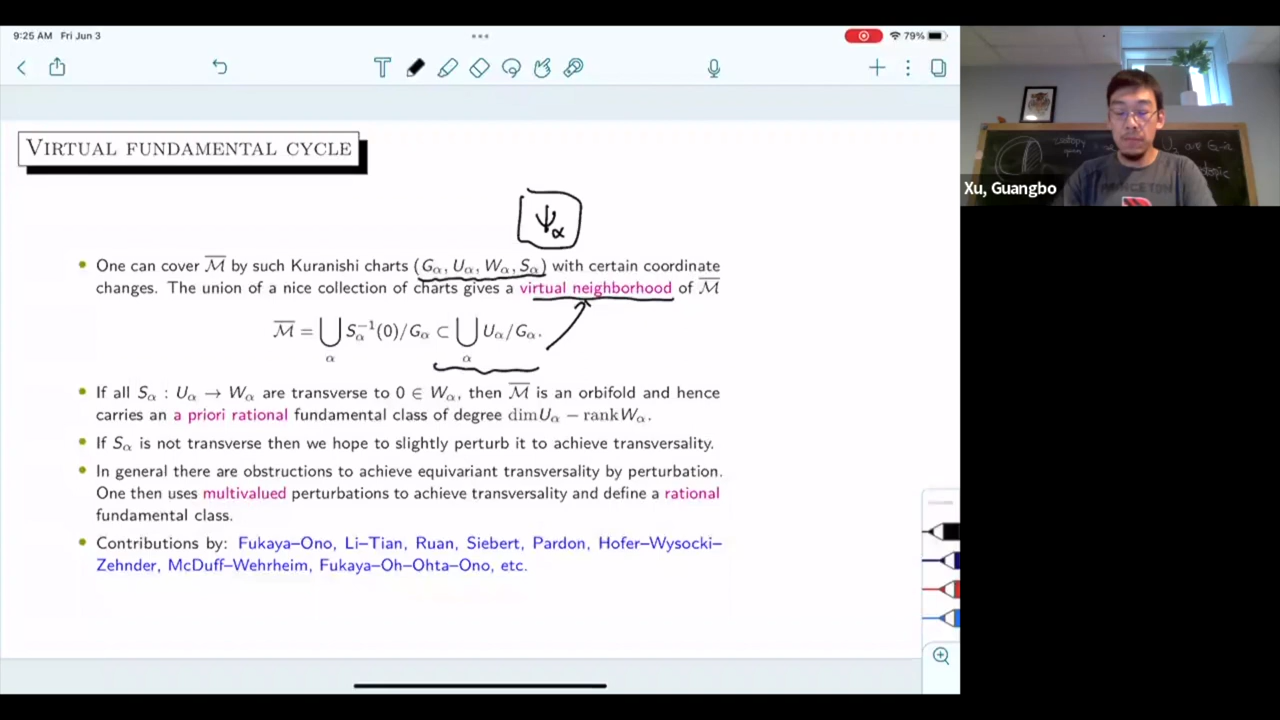 9:25 AM Fri Jun 3
79%
VIRTUAL FUNDAMENTAL CYCLE
Ψα
• One can cover M̅ by such Kuranishi charts (Gα, Uα, Wα, Sα) with certain coordinate
changes. The union of a nice collection of charts gives a virtual neighborhood of M̅
M̅ = ⋃α Sα⁻¹(0)/Gα ⊂ ⋃α Uα/Gα.
• If all Sα : Uα → Wα are transverse to 0 ∈ Wα, then M̅ is an orbifold and hence
carries an a priori rational fundamental class of degree dim Uα − rank Wα.
• If Sα is not transverse then we hope to slightly perturb it to achieve transversality.
• In general there are obstructions to achieve equivariant transversality by perturbation.
One then uses multivalued perturbations to achieve transversality and define a rational
fundamental class.
• Contributions by: Fukaya–Ono, Li–Tian, Ruan, Siebert, Pardon, Hofer–Wysocki–
Zehnder, McDuff–Wehrheim, Fukaya–Oh–Ohta–Ono, etc.
Xu, Guangbo
PRINCETON